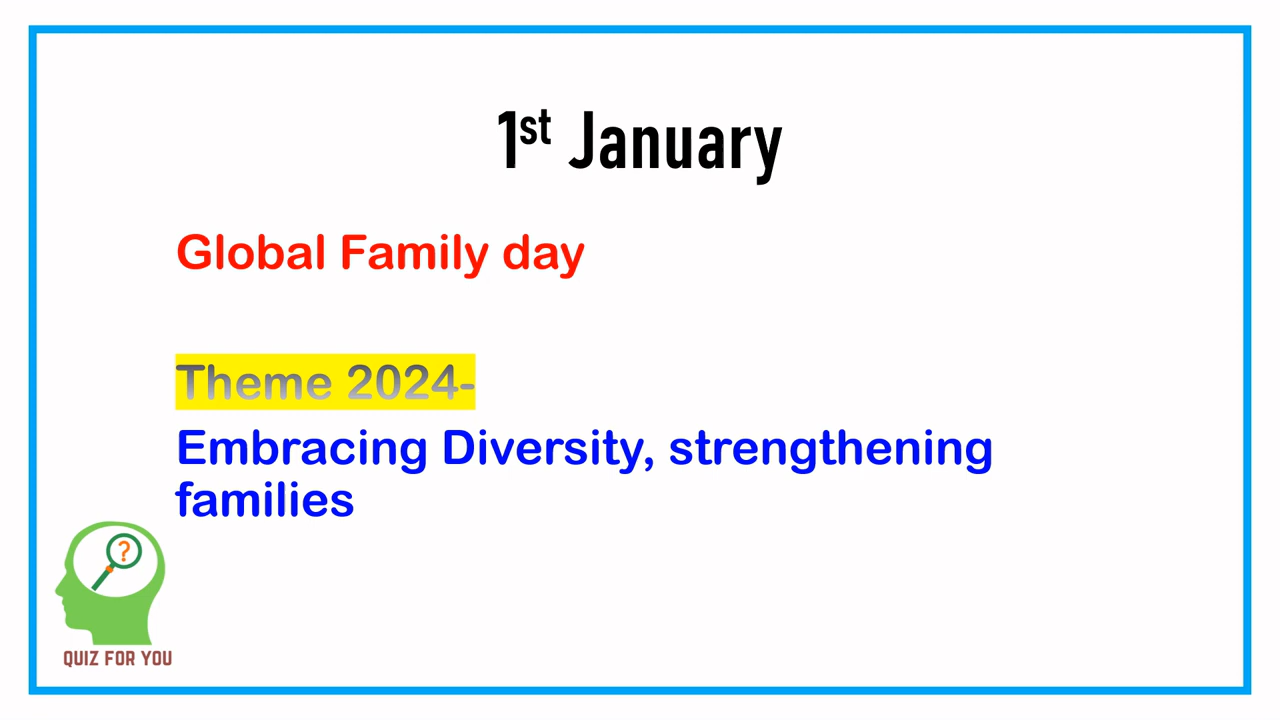 1st January
Global Family day
Theme 2024-
Embracing Diversity, strengthening
families
?
QUIZ FOR YOU